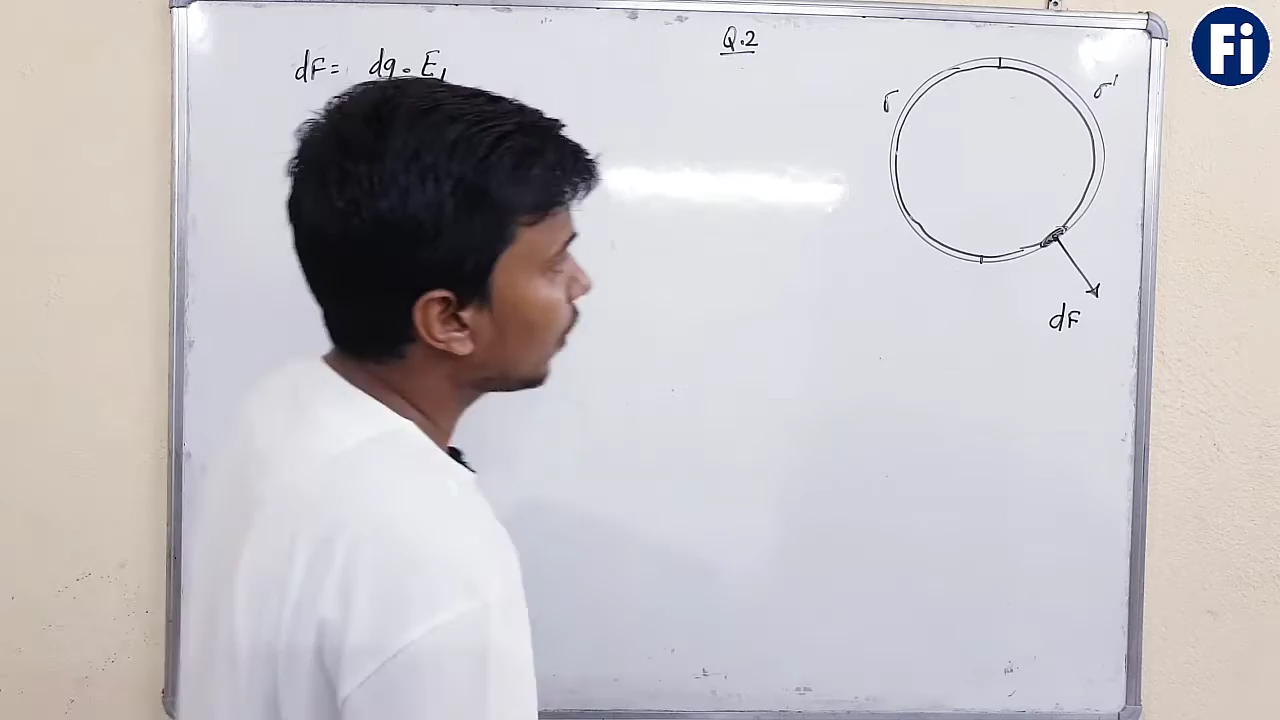 Q.2
dF = dq . E,
σ
σ'
dF
Fi